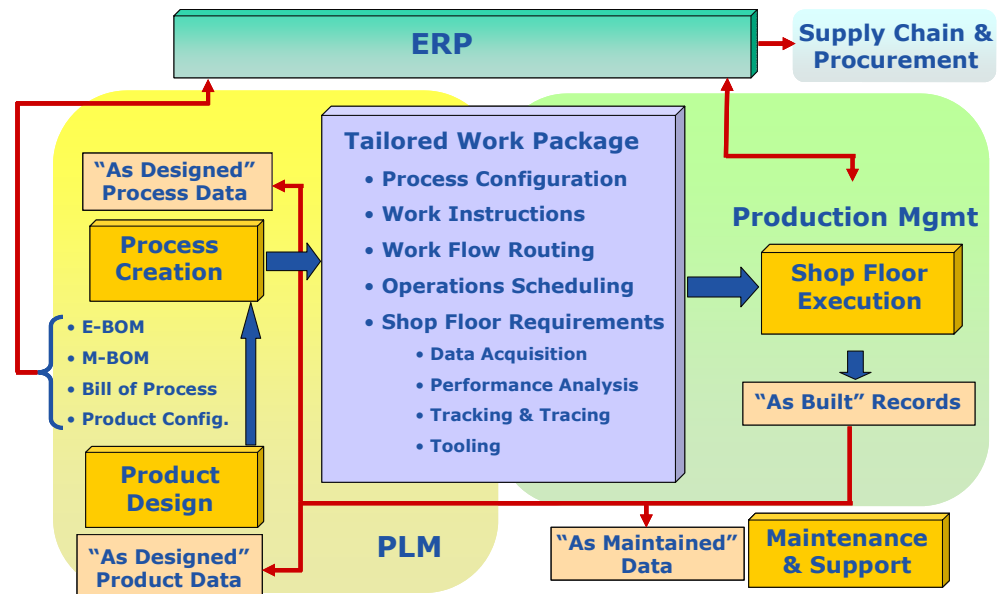 ERP
Supply Chain &
Procurement
Tailored Work Package
• Process Configuration
• Work Instructions
• Work Flow Routing
• Operations Scheduling
• Shop Floor Requirements
• Data Acquisition
• Performance Analysis
• Tracking & Tracing
• Tooling
“As Designed”
Process Data
Process
Creation
• E-BOM
• M-BOM
• Bill of Process
• Product Config.
Product
Design
“As Designed”
Product Data
PLM
Production Mgmt
Shop Floor
Execution
“As Built” Records
“As Maintained”
Data
Maintenance
& Support